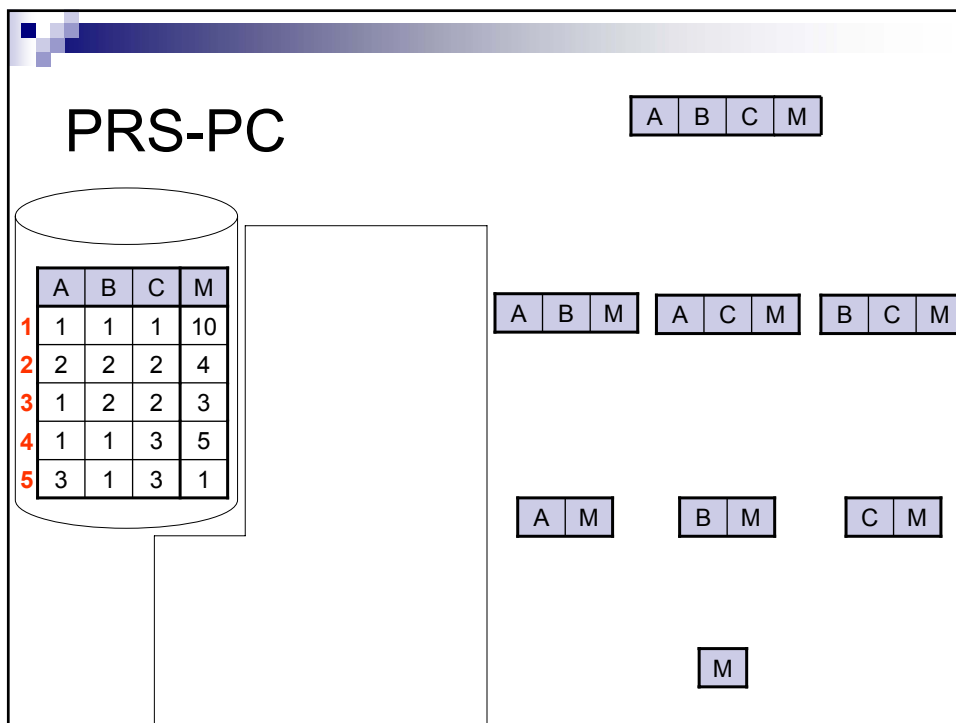 PRS-PC
A B C M
A B C M
1 1 1 1 10
2 2 2 2 4
3 1 2 2 3
4 1 1 3 5
5 3 1 3 1
A B M
A C M
B C M
A M
B M
C M
M